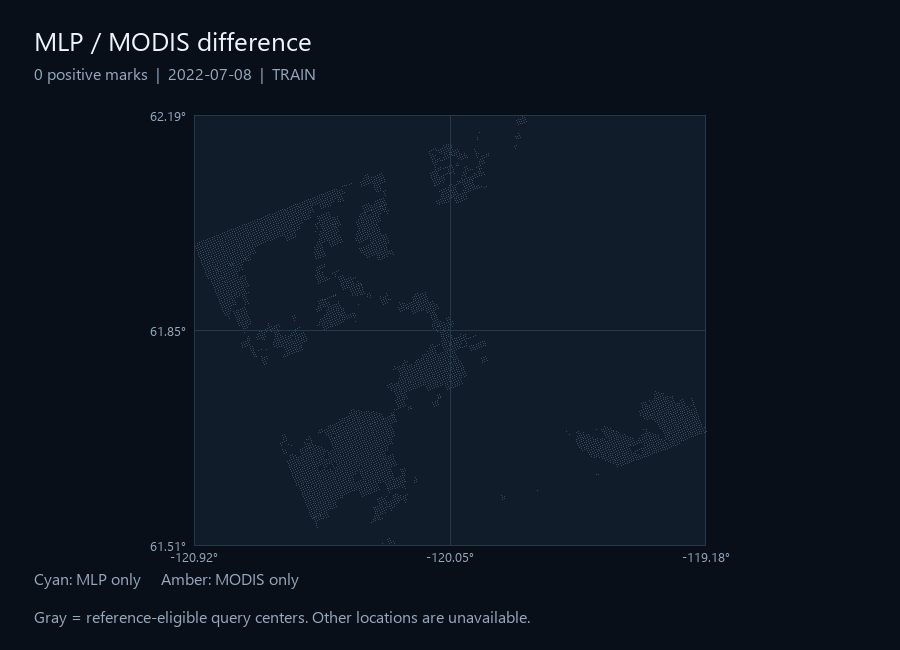 MLP / MODIS difference
0 positive marks | 2022-07-08 | TRAIN
62.19°
61.85°
61.51°
-120.92° -120.05° -119.18°
Cyan: MLP only Amber: MODIS only
Gray = reference-eligible query centers. Other locations are unavailable.